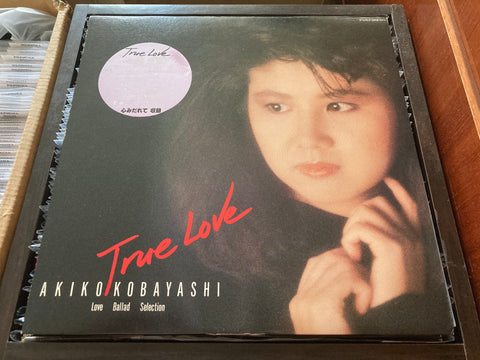 True Love
心みだれて 収録
True Love
AKIKO KOBAYASHI
Love Ballad Selection